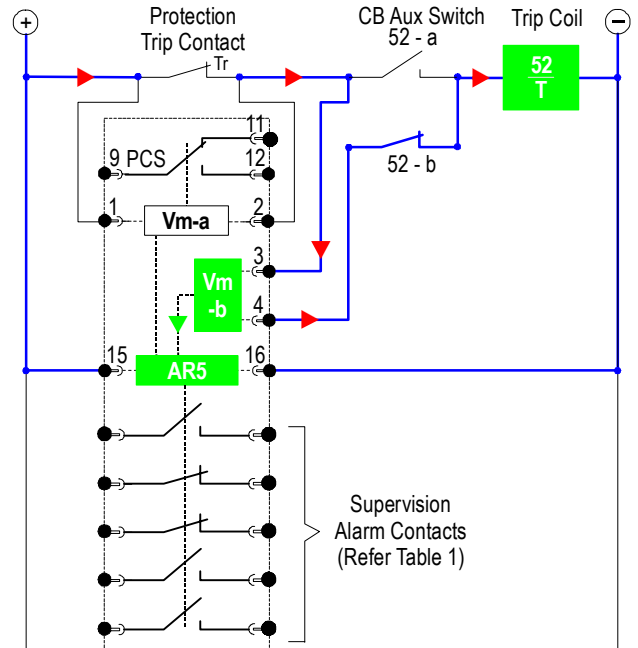 +
Protection
Trip Contact
CB Aux Switch
52 - a
Trip Coil
−
Tr
52
T
11
9 PCS
12
52 - b
1
Vm-a
2
3
Vm
-b
4
15
AR5
16
Supervision
Alarm Contacts
(Refer Table 1)